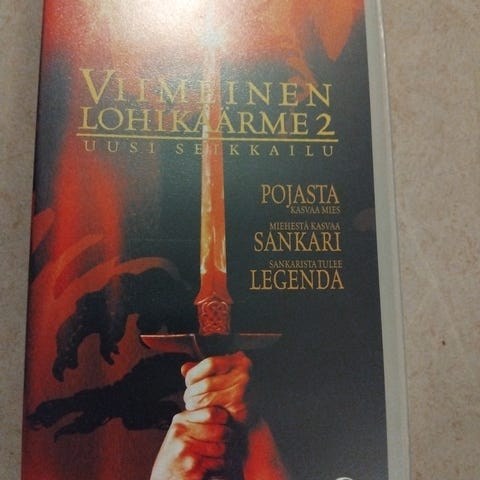 VIIMEINEN
LOHIKÄÄRME 2
UUSI SEIKKAILU
POJASTA
KASVAA MIES
MIEHESTÄ KASVAA
SANKARI
SANKARISTA TULEE
LEGENDA